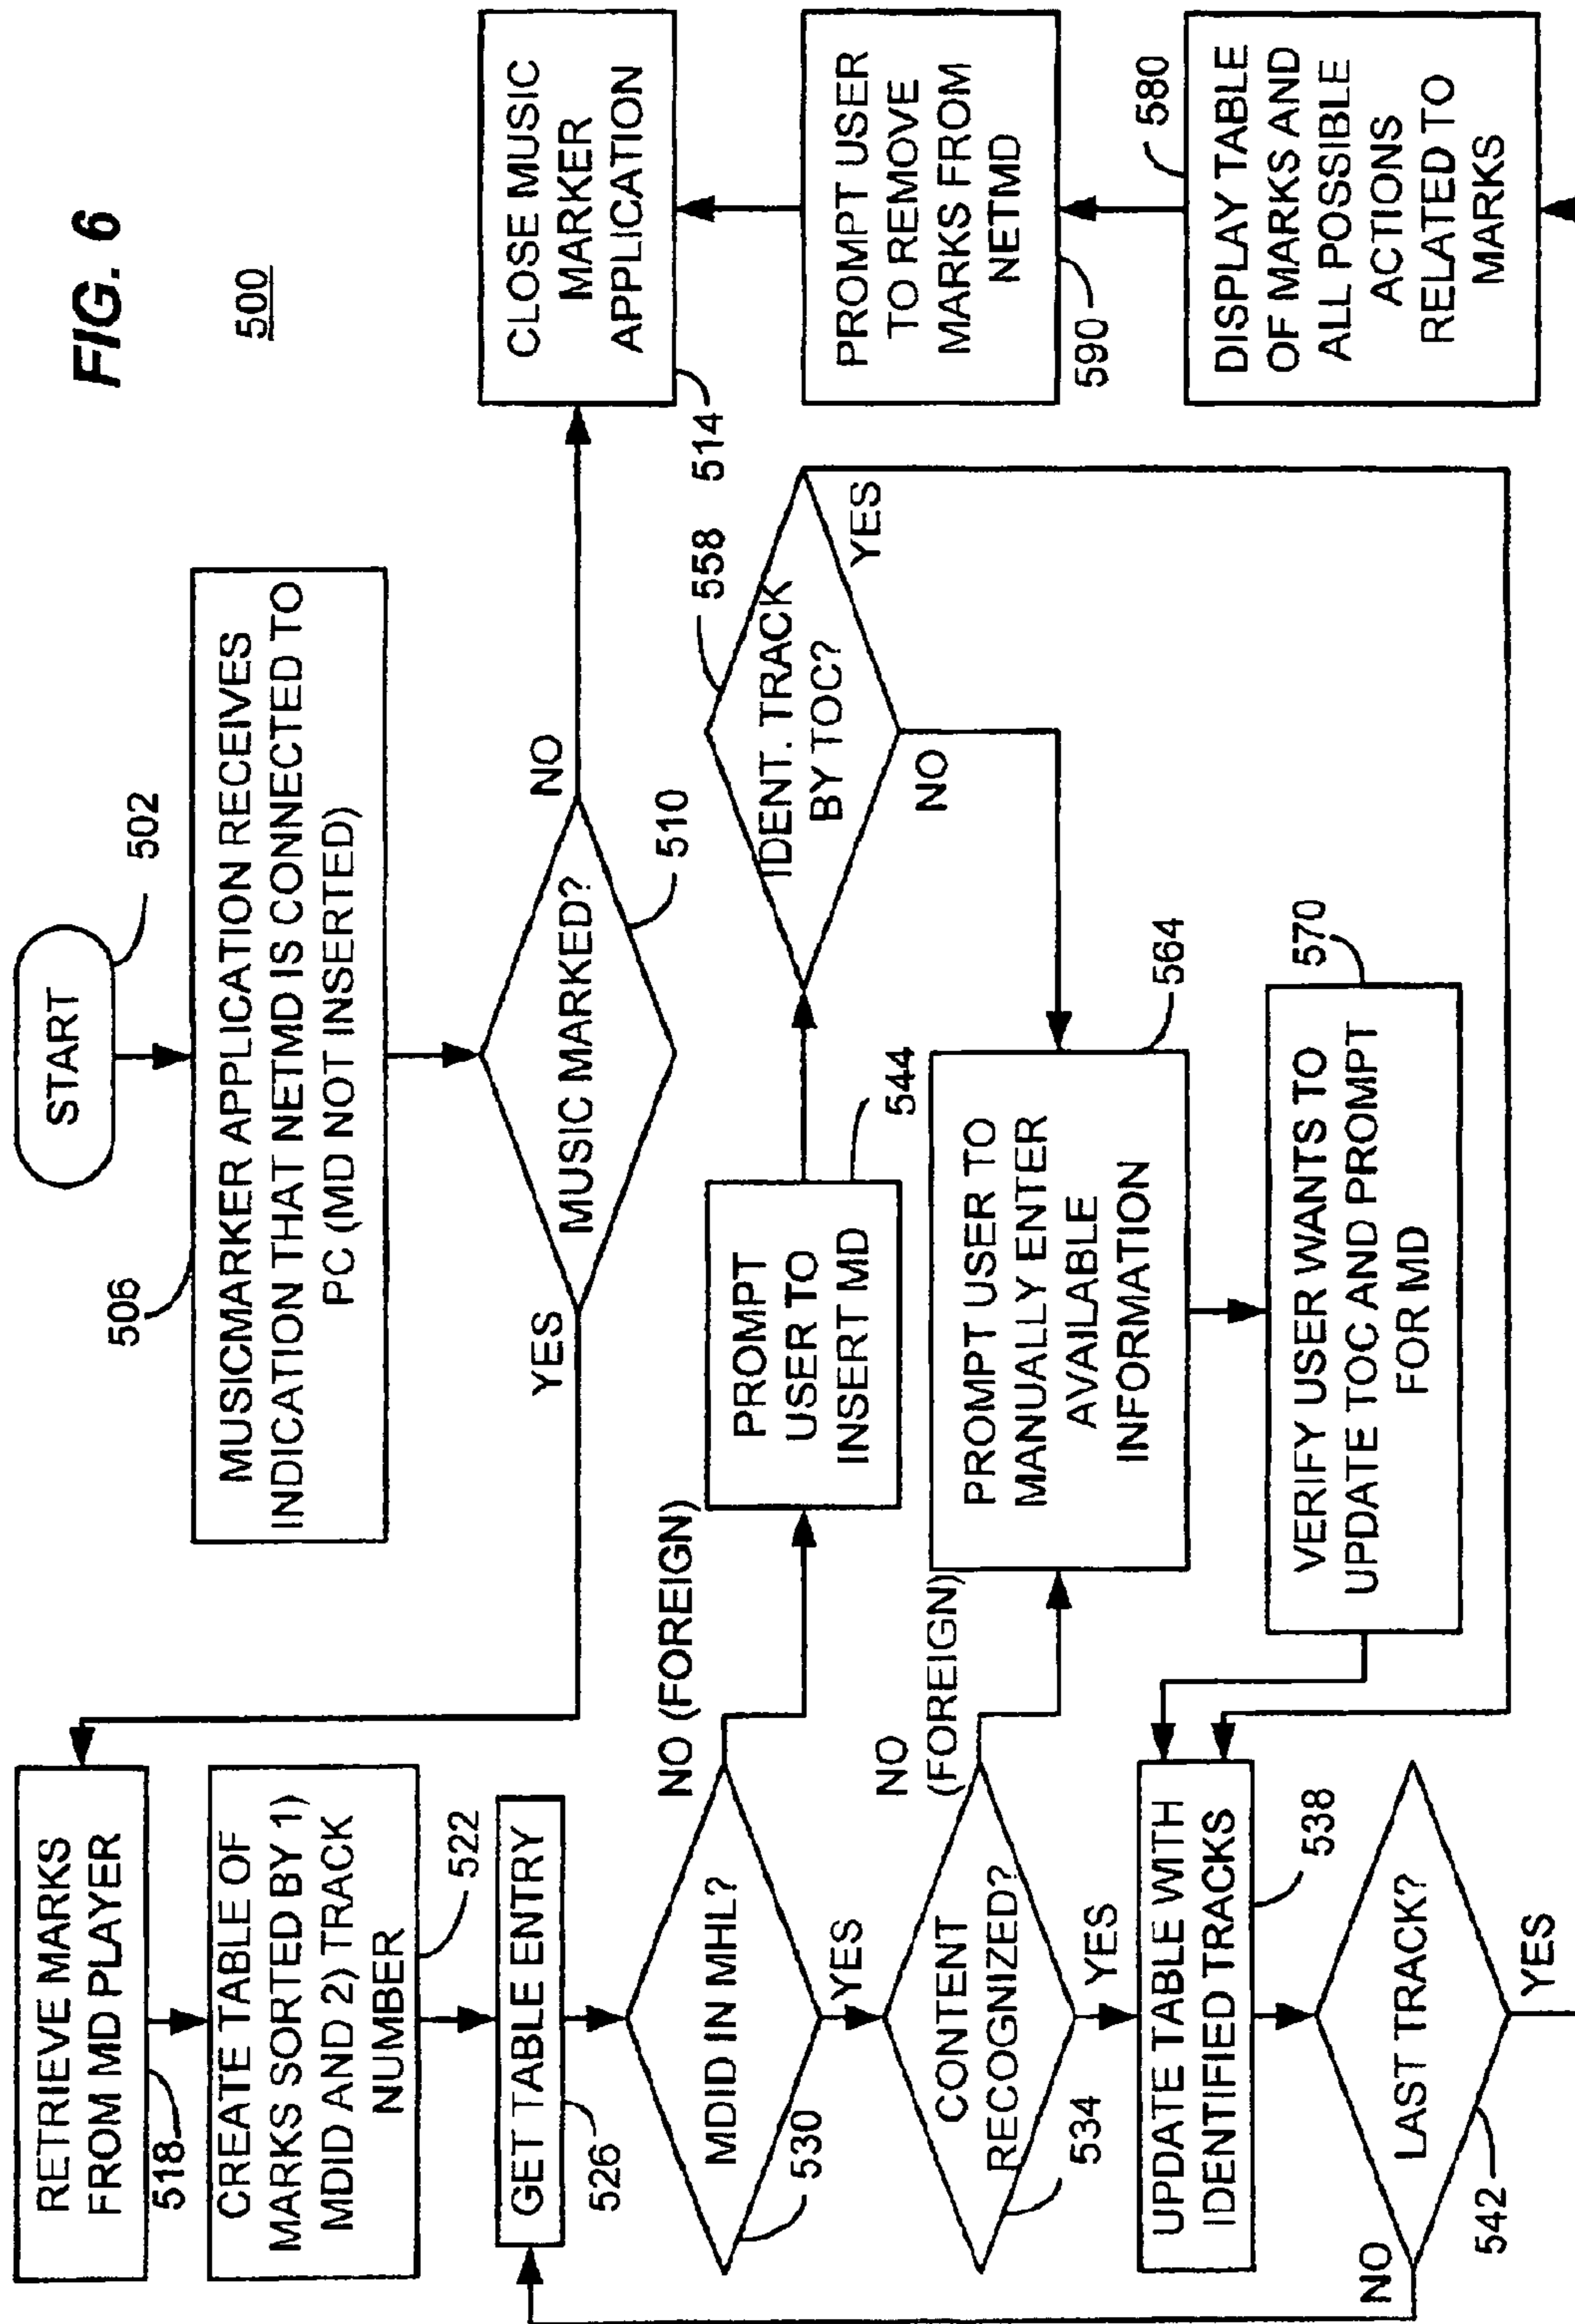 FIG. 6
500
START
502
506
MUSICMARKER APPLICATION RECEIVES
INDICATION THAT NETMD IS CONNECTED TO
PC (MD NOT INSERTED)
MUSIC MARKED?
510
YES
NO
CLOSE MUSIC
MARKER
APPLICATION
514
RETRIEVE MARKS
FROM MD PLAYER
518
CREATE TABLE OF
MARKS SORTED BY 1)
MDID AND 2) TRACK
NUMBER
522
GET TABLE ENTRY
526
MDID IN MHL?
530
NO (FOREIGN)
YES
PROMPT
USER TO
INSERT MD
544
IDENT. TRACK
BY TOC?
558
YES
NO
CONTENT
RECOGNIZED?
534
NO
(FOREIGN)
YES
PROMPT USER TO
MANUALLY ENTER
AVAILABLE
INFORMATION
564
VERIFY USER WANTS TO
UPDATE TOC AND PROMPT
FOR MD
570
UPDATE TABLE WITH
IDENTIFIED TRACKS
538
LAST TRACK?
542
NO
YES
PROMPT USER
TO REMOVE
MARKS FROM
NETMD
590
DISPLAY TABLE
OF MARKS AND
ALL POSSIBLE
ACTIONS
RELATED TO
MARKS
580